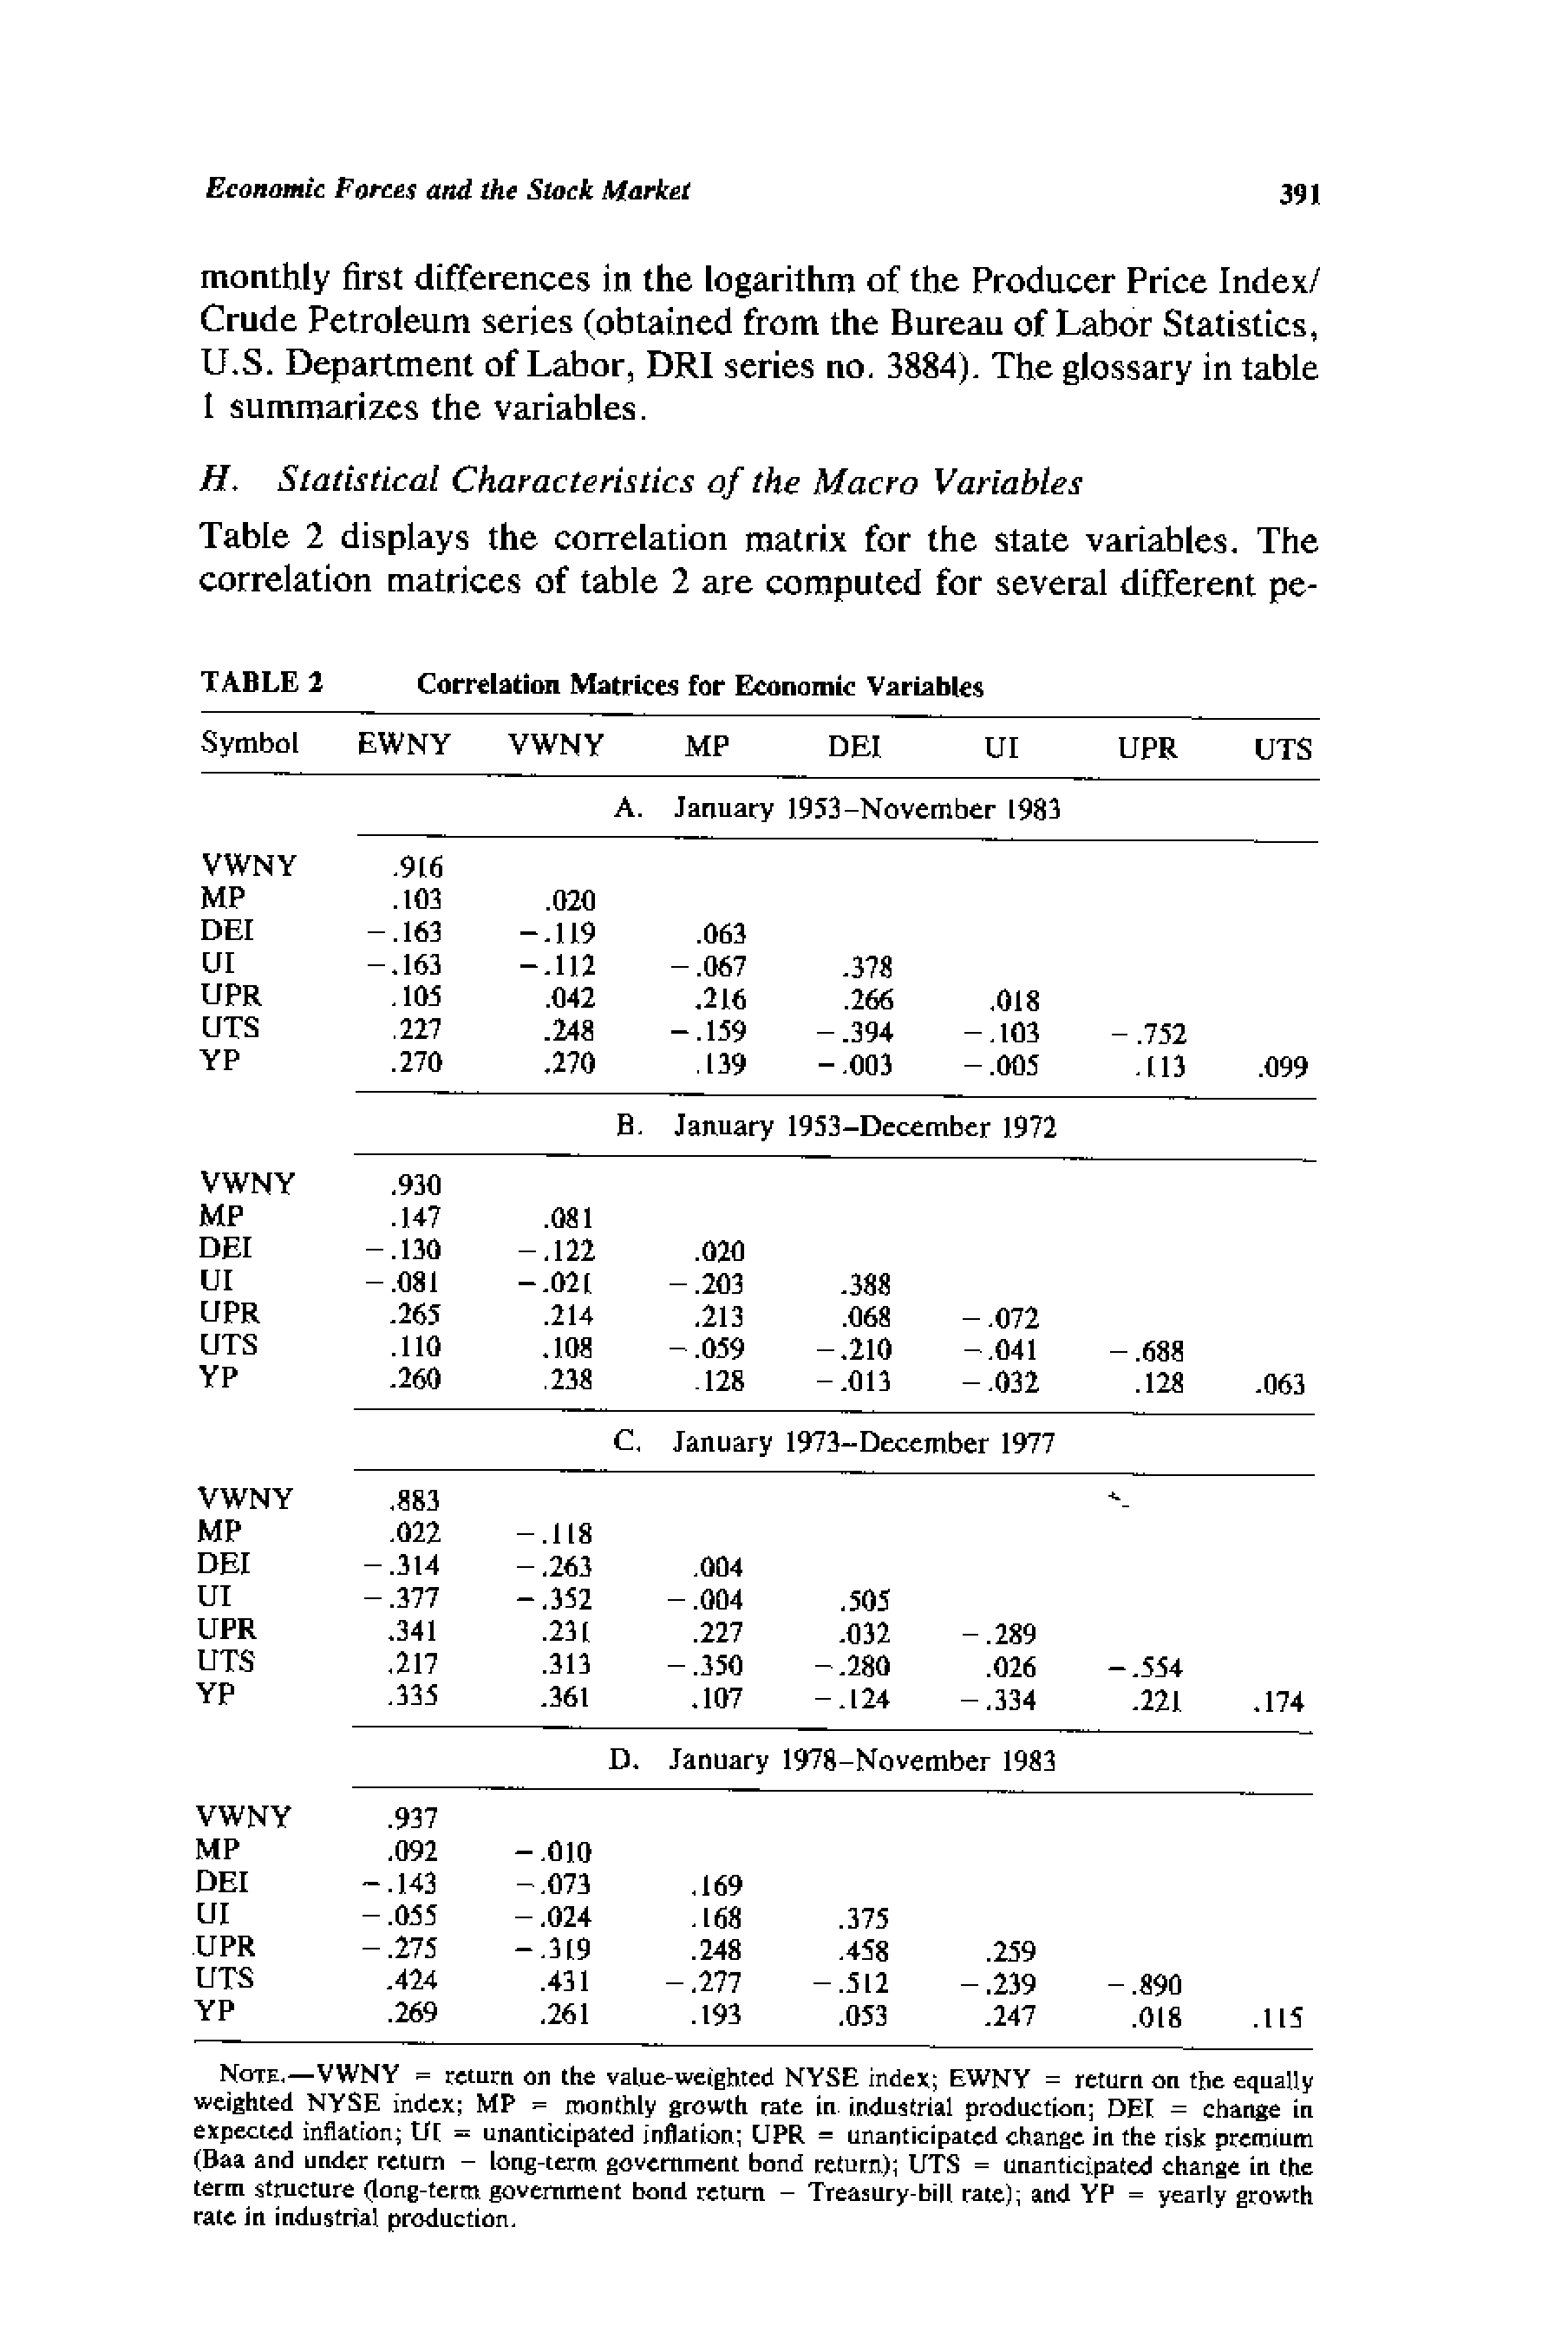 Economic Forces and the Stock Market 391
monthly first differences in the logarithm of the Producer Price Index/
Crude Petroleum series (obtained from the Bureau of Labor Statistics,
U.S. Department of Labor, DRI series no. 3884). The glossary in table
1 summarizes the variables.
H. Statistical Characteristics of the Macro Variables
Table 2 displays the correlation matrix for the state variables. The
correlation matrices of table 2 are computed for several different pe-
TABLE 2 Correlation Matrices for Economic Variables
Symbol EWNY VWNY MP DEI UI UPR UTS
A. January 1953–November 1983
VWNY .916
MP .103 .020
DEI −.163 −.119 .063
UI −.163 −.112 −.067 .378
UPR .105 .042 .216 .266 .018
UTS .227 .248 −.159 −.394 −.103 −.752
YP .270 .270 .139 −.003 −.005 .113 .099
B. January 1953–December 1972
VWNY .930
MP .147 .081
DEI −.130 −.122 .020
UI −.081 −.021 −.203 .388
UPR .265 .214 .213 .068 −.072
UTS .110 .108 −.059 −.210 −.041 −.688
YP .260 .238 .128 −.013 −.032 .128 .063
C. January 1973–December 1977
VWNY .883
MP .022 −.118
DEI −.314 −.263 .004
UI −.377 −.352 −.004 .505
UPR .341 .231 .227 .032 −.289
UTS .217 .313 −.350 −.280 .026 −.554
YP .335 .361 .107 −.124 −.334 .221 .174
D. January 1978–November 1983
VWNY .937
MP .092 −.010
DEI −.143 −.073 .169
UI −.055 −.024 .168 .375
UPR −.275 −.319 .248 .458 .259
UTS .424 .431 −.277 −.512 −.239 −.890
YP .269 .261 .193 .053 .247 .018 .115
NOTE.—VWNY = return on the value-weighted NYSE index; EWNY = return on the equally
weighted NYSE index; MP = monthly growth rate in industrial production; DEI = change in
expected inflation; UI = unanticipated inflation; UPR = unanticipated change in the risk premium
(Baa and under return − long-term government bond return); UTS = unanticipated change in the
term structure (long-term government bond return − Treasury-bill rate); and YP = yearly growth
rate in industrial production.